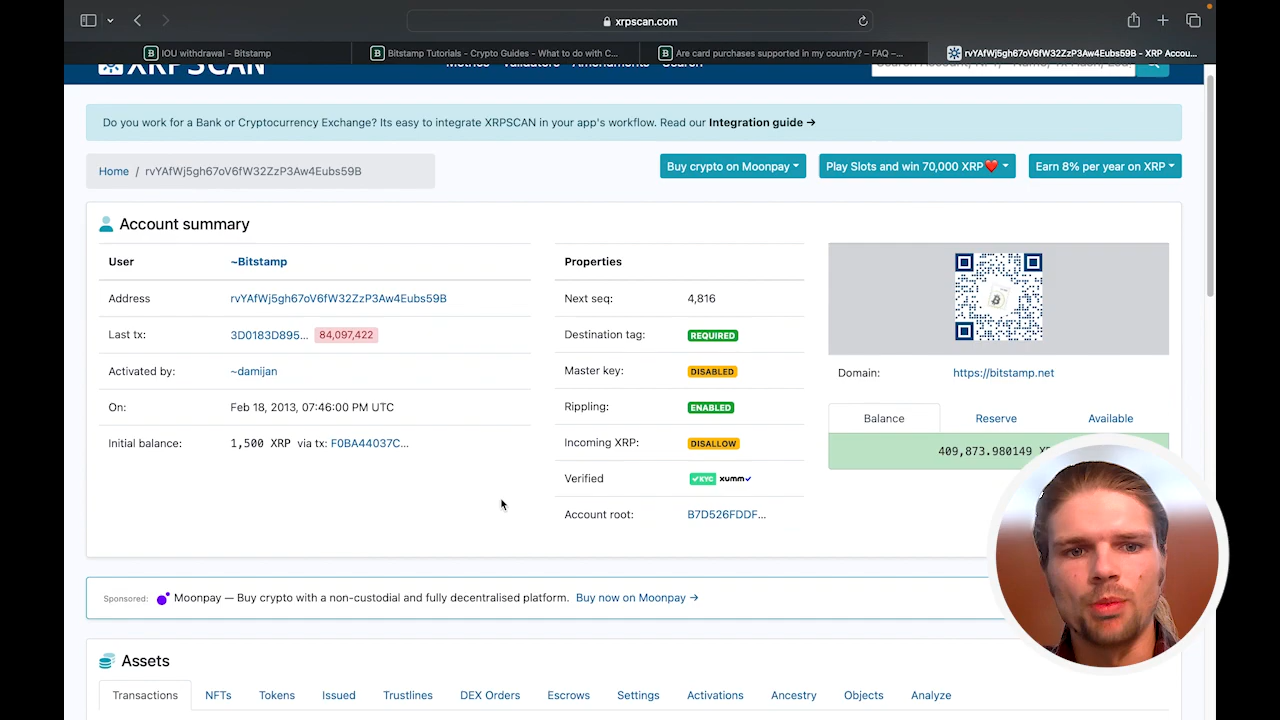 xrpscan.com
IOU withdrawal – Bitstamp
Bitstamp Tutorials - Crypto Guides - What to do with C...
Are card purchases supported in my country? – FAQ –...
rvYAfWj5gh67oV6fW32ZzP3Aw4Eubs59B - XRP Accou...
XRPSCAN
Metrics Validators Amendments Search
Do you work for a Bank or Cryptocurrency Exchange? Its easy to integrate XRPSCAN in your app's workflow. Read our Integration guide →
Home / rvYAfWj5gh67oV6fW32ZzP3Aw4Eubs59B
Buy crypto on Moonpay
Play Slots and win 70,000 XRP❤️
Earn 8% per year on XRP
Account summary
User ~Bitstamp
Address rvYAfWj5gh67oV6fW32ZzP3Aw4Eubs59B
Last tx: 3D0183D895... 84,097,422
Activated by: ~damijan
On: Feb 18, 2013, 07:46:00 PM UTC
Initial balance: 1,500 XRP via tx: F0BA44037C...
Properties
Next seq: 4,816
Destination tag: REQUIRED
Master key: DISABLED
Rippling: ENABLED
Incoming XRP: DISALLOW
Verified KYC xumm
Account root: B7D526FDDF...
Domain: https://bitstamp.net
Balance Reserve Available
409,873.980149
Sponsored: Moonpay — Buy crypto with a non-custodial and fully decentralised platform. Buy now on Moonpay →
Assets
Transactions NFTs Tokens Issued Trustlines DEX Orders Escrows Settings Activations Ancestry Objects Analyze